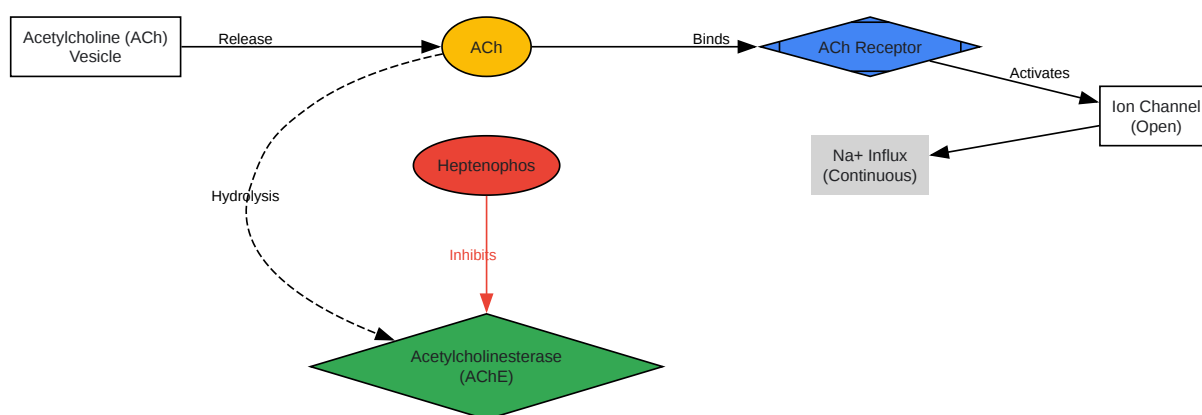 Acetylcholine (ACh)
Vesicle
Release
ACh
Binds
ACh Receptor
Activates
Ion Channel
(Open)
Na+ Influx
(Continuous)
Heptenophos
Hydrolysis
Inhibits
Acetylcholinesterase
(AChE)